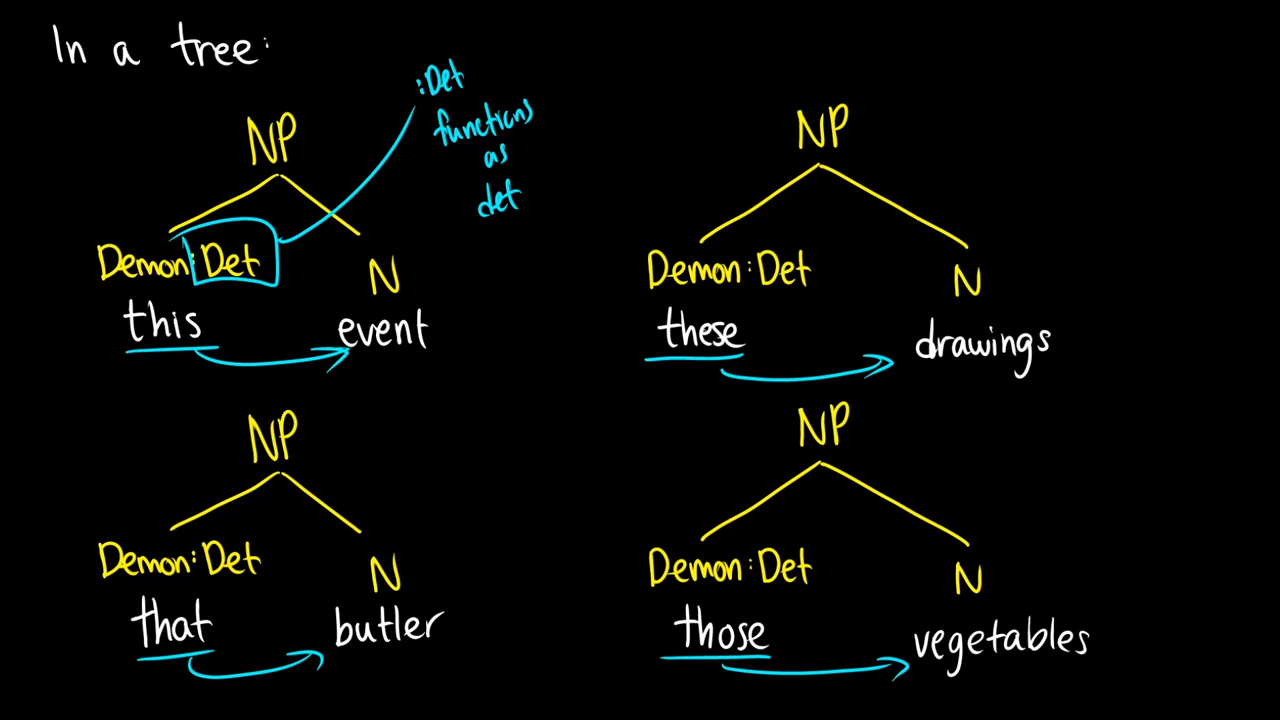 In a tree:
:Det
functions
as
det
NP
Demon:Det
N
this
event
NP
Demon:Det
N
these
drawings
NP
Demon:Det
N
that
butler
NP
Demon:Det
N
those
vegetables